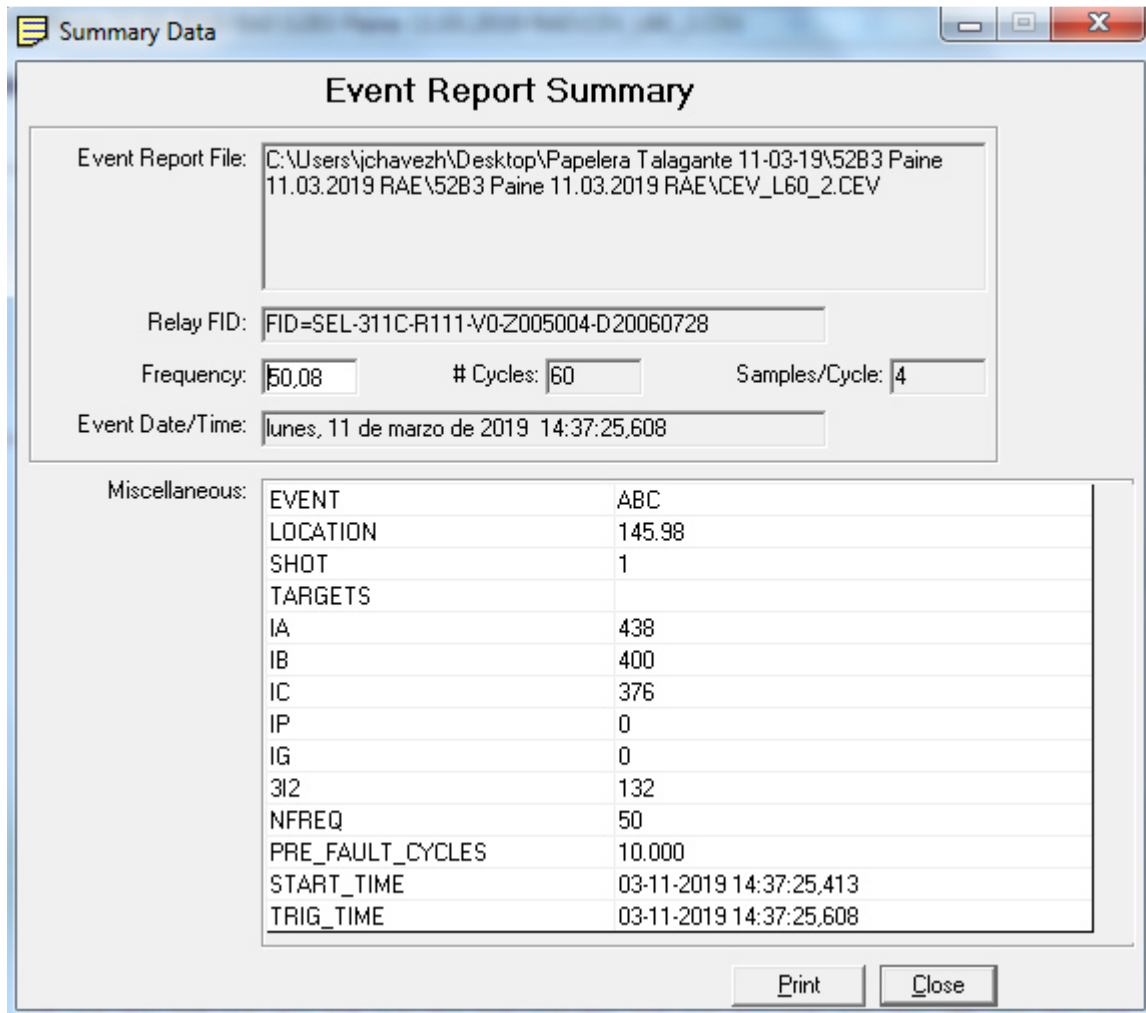 Summary Data
Event Report Summary
Event Report File: C:\Users\jchavezh\Desktop\Papelera Talagante 11-03-19\52B3 Paine
11.03.2019 RAE\52B3 Paine 11.03.2019 RAE\CEV_L60_2.CEV
Relay FID: FID=SEL-311C-R111-V0-Z005004-D20060728
Frequency: 50,08 # Cycles: 60 Samples/Cycle: 4
Event Date/Time: lunes, 11 de marzo de 2019 14:37:25,608
Miscellaneous:
EVENT ABC
LOCATION 145.98
SHOT 1
TARGETS
IA 438
IB 400
IC 376
IP 0
IG 0
3I2 132
NFREQ 50
PRE_FAULT_CYCLES 10.000
START_TIME 03-11-2019 14:37:25,413
TRIG_TIME 03-11-2019 14:37:25,608
Print Close